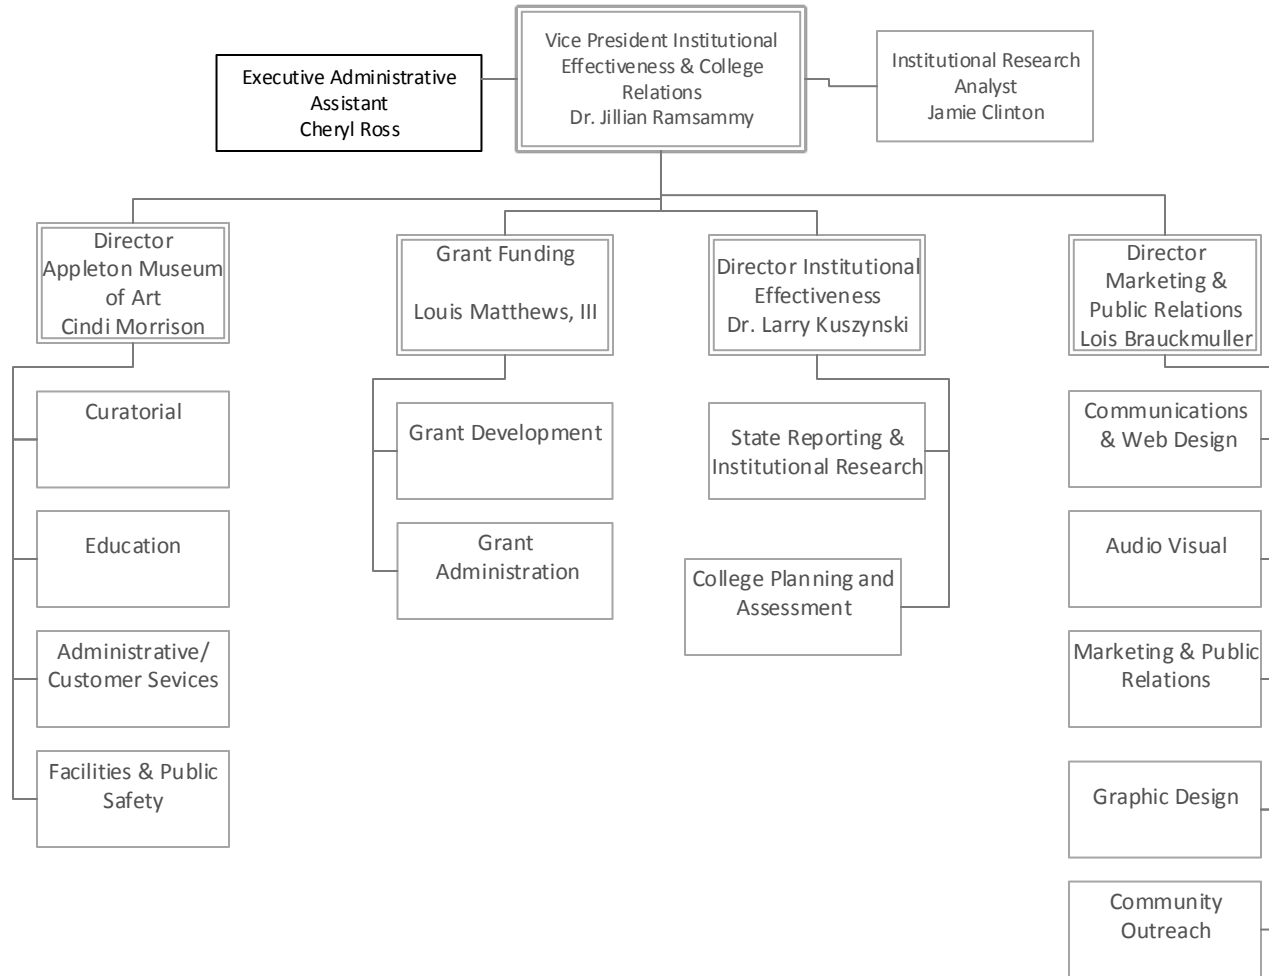 Vice President Institutional
Effectiveness & College
Relations
Dr. Jillian Ramsammy
Executive Administrative
Assistant
Cheryl Ross
Institutional Research
Analyst
Jamie Clinton
Director
Appleton Museum
of Art
Cindi Morrison
Curatorial
Education
Administrative/
Customer Sevices
Facilities & Public
Safety
Grant Funding
Louis Matthews, III
Grant Development
Grant
Administration
Director Institutional
Effectiveness
Dr. Larry Kuszynski
State Reporting &
Institutional Research
College Planning and
Assessment
Director
Marketing &
Public Relations
Lois Brauckmuller
Communications
& Web Design
Audio Visual
Marketing & Public
Relations
Graphic Design
Community
Outreach